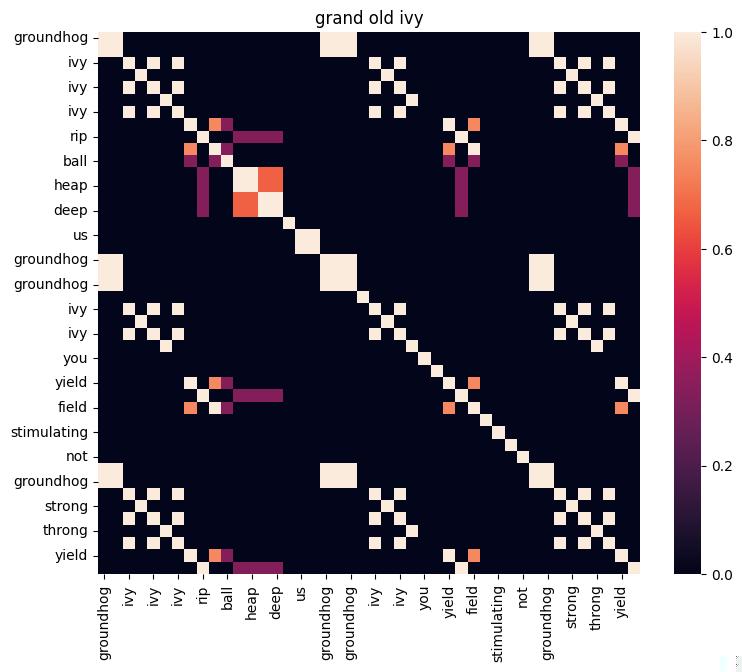 grand old ivy
groundhog
ivy
ivy
ivy
rip
ball
heap
deep
us
groundhog
groundhog
ivy
ivy
you
yield
field
stimulating
not
groundhog
strong
throng
yield
1.0
0.8
0.6
0.4
0.2
0.0
groundhog
ivy
ivy
ivy
rip
ball
heap
deep
us
groundhog
groundhog
ivy
ivy
you
yield
field
stimulating
not
groundhog
strong
throng
yield